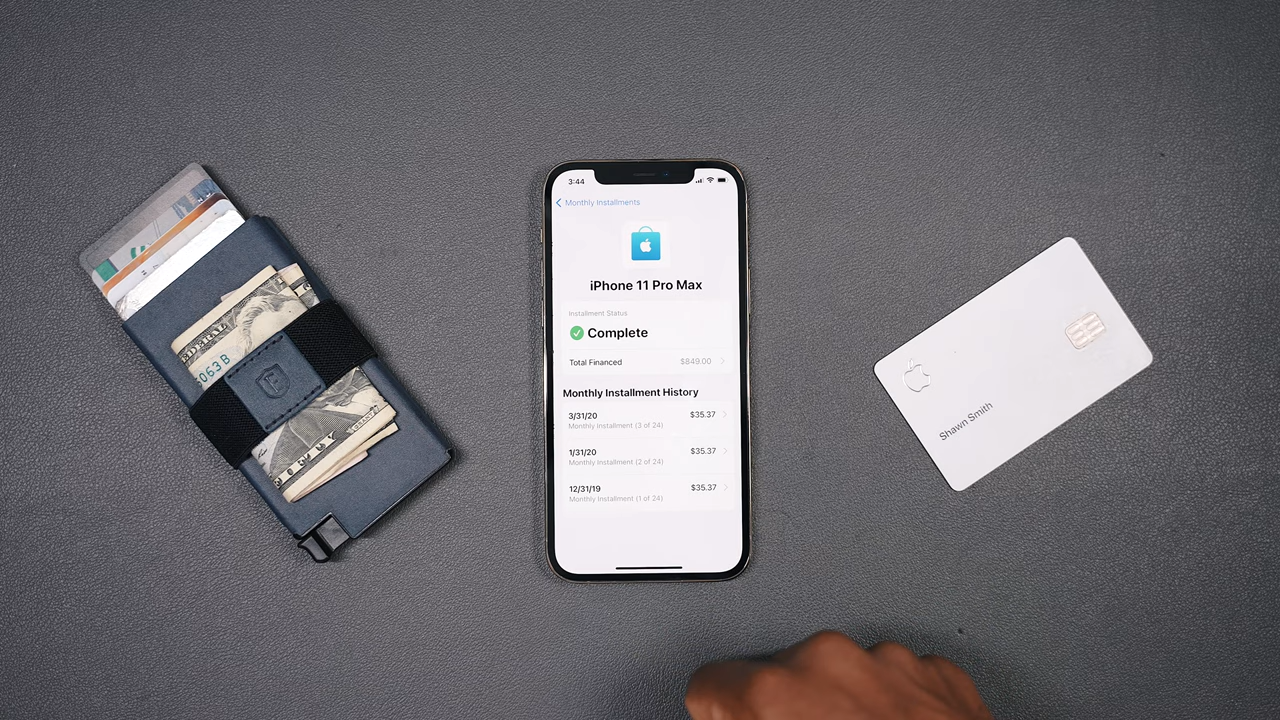 3:44
Monthly Installments
iPhone 11 Pro Max
Installment Status
Complete
Total Financed $849.00
Monthly Installment History
3/31/20 $35.37
Monthly Installment (3 of 24)
1/31/20 $35.37
Monthly Installment (2 of 24)
12/31/19 $35.37
Monthly Installment (1 of 24)
EDERAL
063B
Shawn Smith